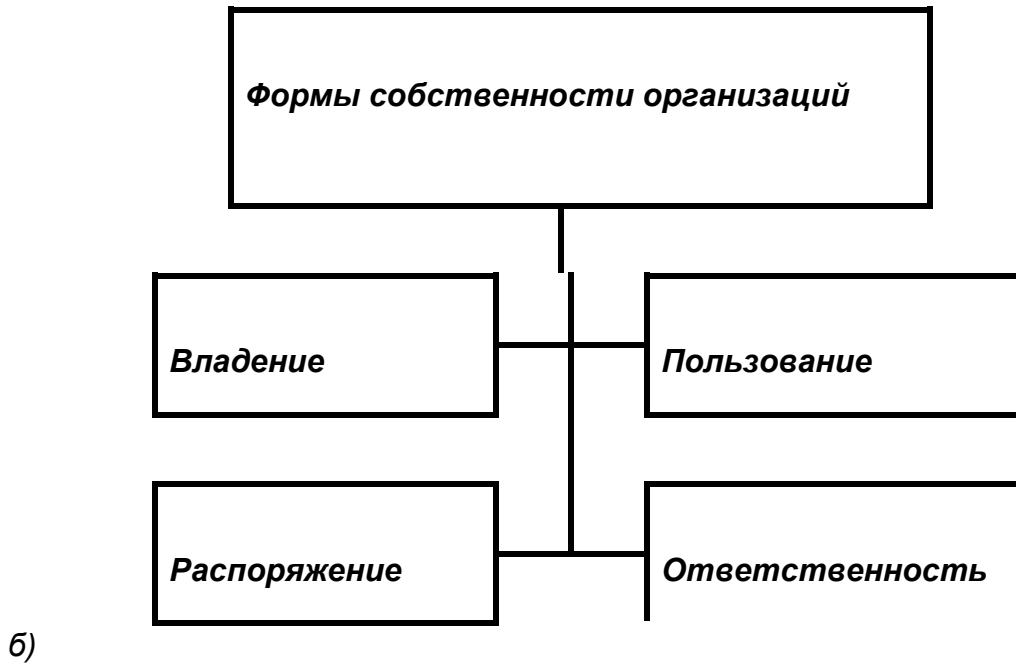 Формы собственности организаций
Владение
Пользование
Распоряжение
Ответственность
б)